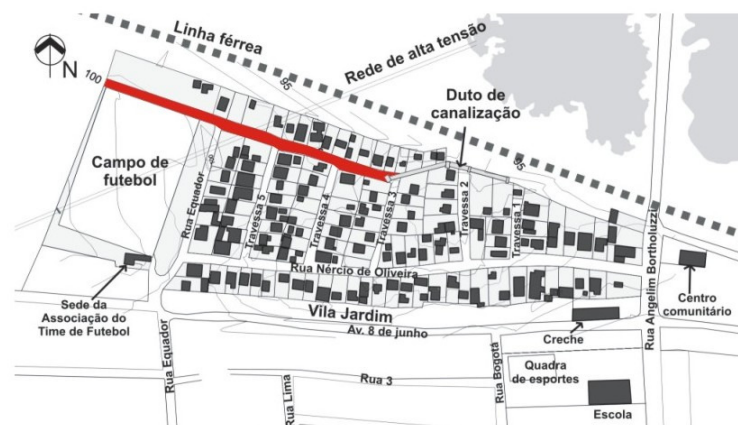 Linha férrea
Rede de alta tensão
N
100
95
Duto de
canalização
95
Campo de
futebol
Rua Equador
Travessa 5
Travessa 4
Travessa 3
Travessa 2
Travessa 1
Rua Angelim Bortholuzzi
Rua Nércio de Oliveira
Sede da
Associação do
Time de Futebol
Vila Jardim
Av. 8 de junho
Creche
Centro
comunitário
Rua Equador
Rua Lima
Rua 3
Rua Bogotá
Quadra
de esportes
Escola